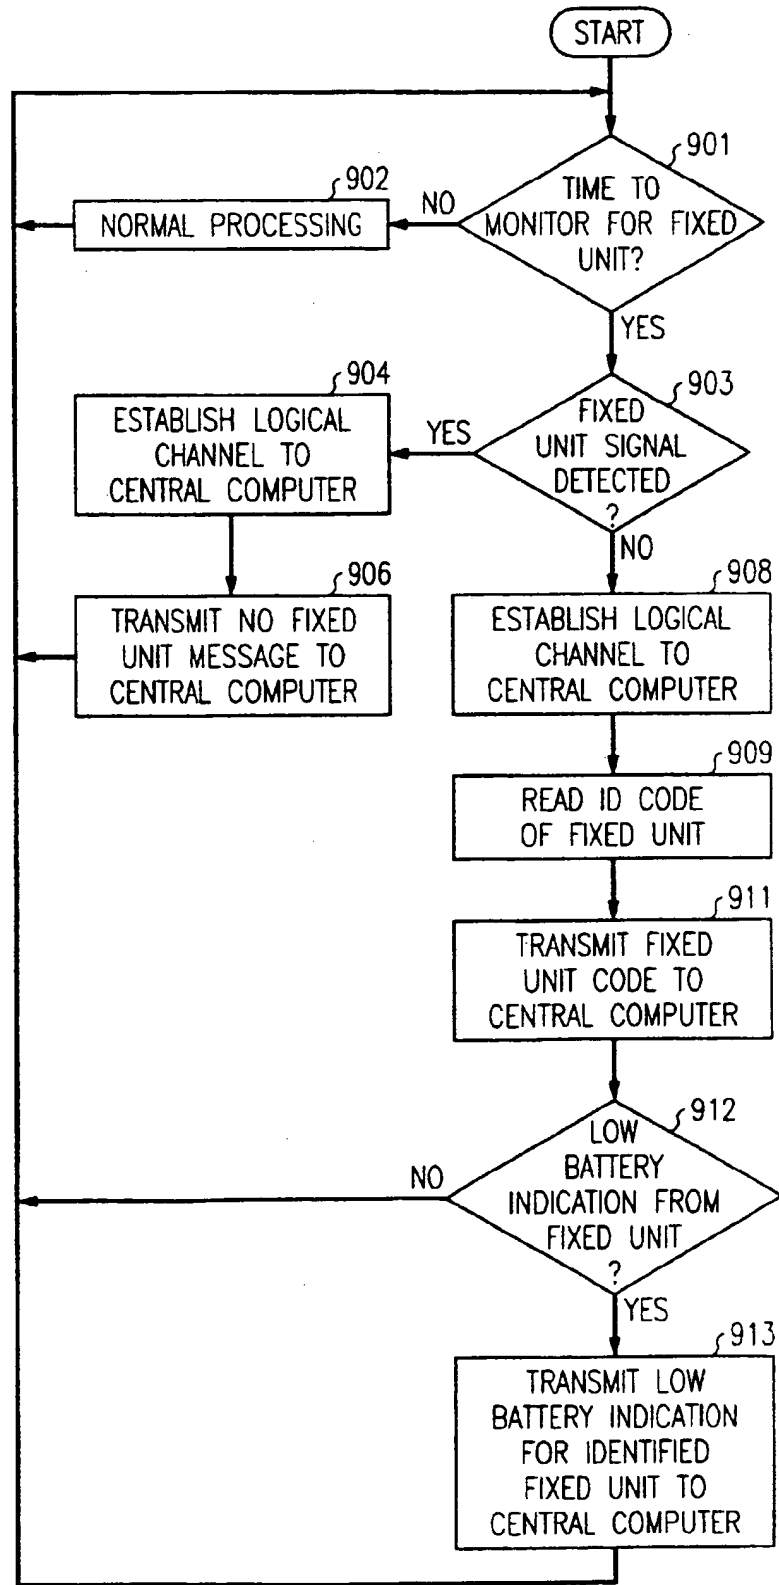 START
901
TIME TO
MONITOR FOR FIXED
UNIT?
NO
902
NORMAL PROCESSING
YES
903
FIXED
UNIT SIGNAL
DETECTED
?
YES
904
ESTABLISH LOGICAL
CHANNEL TO
CENTRAL COMPUTER
906
TRANSMIT NO FIXED
UNIT MESSAGE TO
CENTRAL COMPUTER
NO
908
ESTABLISH LOGICAL
CHANNEL TO
CENTRAL COMPUTER
909
READ ID CODE
OF FIXED UNIT
911
TRANSMIT FIXED
UNIT CODE TO
CENTRAL COMPUTER
912
LOW
BATTERY
INDICATION FROM
FIXED UNIT
?
NO
YES
913
TRANSMIT LOW
BATTERY INDICATION
FOR IDENTIFIED
FIXED UNIT TO
CENTRAL COMPUTER